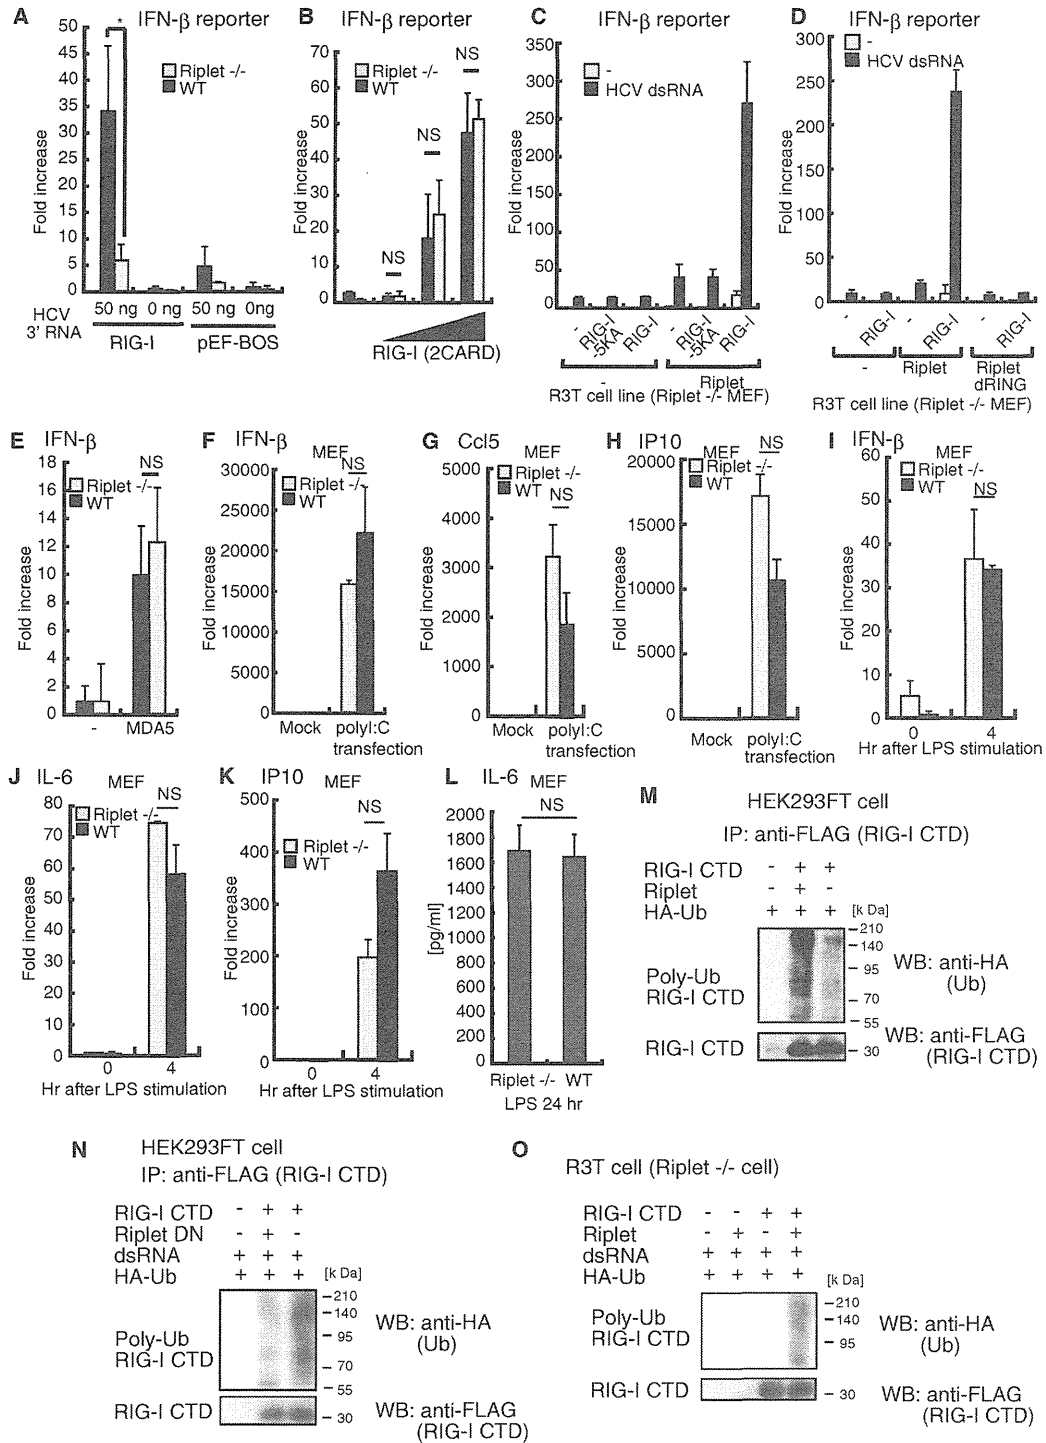 A IFN-β reporter
50
45
40
35
30
25
20
15
10
5
0
Fold increase
*
Riplet -/-
WT
HCV 3' RNA
50 ng 0 ng 50 ng 0ng
RIG-I pEF-BOS
B IFN-β reporter
70
60
50
40
30
20
10
0
Fold increase
Riplet -/-
WT
NS
NS
NS
RIG-I (2CARD)
C IFN-β reporter
350
300
250
200
150
100
50
0
Fold increase
-
HCV dsRNA
- RIG-I -5KA RIG-I - RIG-I -5KA RIG-I
- Riplet
R3T cell line (Riplet -/- MEF)
D IFN-β reporter
300
250
200
150
100
50
0
Fold increase
-
HCV dsRNA
- RIG-I - RIG-I - RIG-I
- Riplet Riplet dRING
R3T cell line (Riplet -/- MEF)
E IFN-β
18
16
14
12
10
8
6
4
2
0
Fold increase
NS
Riplet -/-
WT
- MDA5
F IFN-β
MEF
30000
25000
20000
15000
10000
5000
0
Fold increase
NS
Riplet -/-
WT
Mock polyI:C
transfection
G Ccl5
MEF
5000
4000
3000
2000
1000
0
Fold increase
Riplet -/-
WT
NS
Mock polyI:C
transfection
H IP10
MEF
20000
15000
10000
5000
0
Fold increase
NS
Riplet -/-
WT
Mock polyI:C
transfection
I IFN-β
MEF
60
50
40
30
20
10
0
Fold increase
Riplet -/-
WT
NS
0 4
Hr after LPS stimulation
J IL-6
MEF
80
70
60
50
40
30
20
10
0
Fold increase
NS
Riplet -/-
WT
0 4
Hr after LPS stimulation
K IP10
MEF
500
400
300
200
100
0
Fold increase
NS
Riplet -/-
WT
0 4
Hr after LPS stimulation
L IL-6
MEF
NS
2000
1800
1600
1400
1200
1000
800
600
400
200
0
[pg/ml]
Riplet -/- WT
LPS 24 hr
M HEK293FT cell
IP: anti-FLAG (RIG-I CTD)
RIG-I CTD - + +
Riplet - + -
HA-Ub + + + [k Da]
210
140
95
70
55
Poly-Ub
RIG-I CTD
WB: anti-HA
(Ub)
RIG-I CTD
30
WB: anti-FLAG
(RIG-I CTD)
N HEK293FT cell
IP: anti-FLAG (RIG-I CTD)
RIG-I CTD - + +
Riplet DN - + -
dsRNA + + +
HA-Ub + + + [k Da]
210
140
95
70
55
Poly-Ub
RIG-I CTD
WB: anti-HA
(Ub)
RIG-I CTD
30
WB: anti-FLAG
(RIG-I CTD)
O R3T cell (Riplet -/- cell)
RIG-I CTD - - + +
Riplet - + - +
dsRNA + + + +
HA-Ub + + + + [k Da]
210
140
95
Poly-Ub
RIG-I CTD
WB: anti-HA
(Ub)
RIG-I CTD
30
WB: anti-FLAG
(RIG-I CTD)